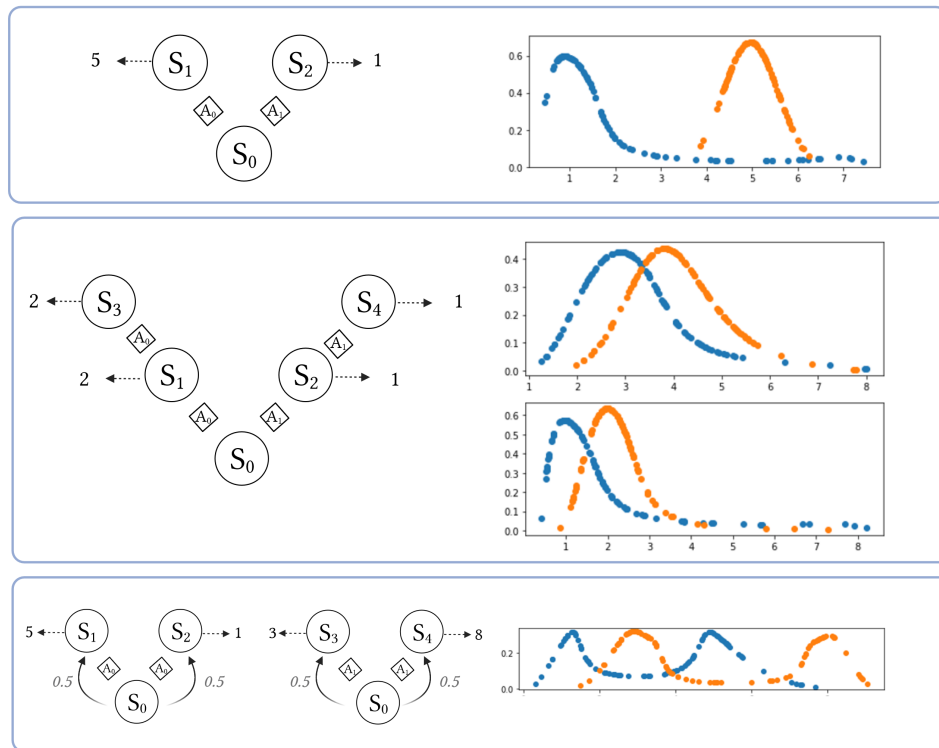 5 S₁ S₂ 1
A₀ A₁
S₀
0.6
0.4
0.2
0.0
1 2 3 4 5 6 7
2 S₃ S₄ 1
A₀ A₁
2 S₁ S₂ 1
A₀ A₁
S₀
0.4
0.3
0.2
0.1
0.0
1 2 3 4 5 6 7 8
0.6
0.5
0.4
0.3
0.2
0.1
0.0
1 2 3 4 5 6 7 8
5 S₁ S₂ 1
A₀ A₀
0.5 0.5
S₀
3 S₃ S₄ 8
A₁ A₁
0.5 0.5
S₀
0.2
0.0